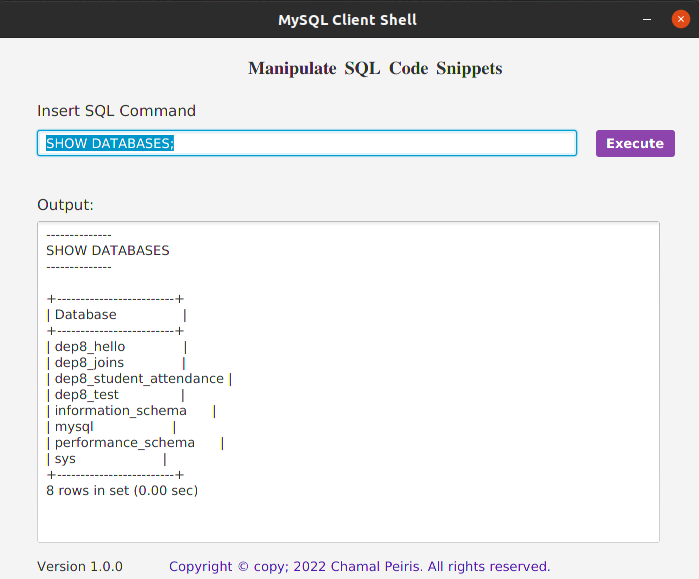 MySQL Client Shell
Manipulate SQL Code Snippets
Insert SQL Command
SHOW DATABASES;
Execute
Output:
--------------
SHOW DATABASES
--------------
+-------------------------+
| Database |
+-------------------------+
| dep8_hello |
| dep8_joins |
| dep8_student_attendance |
| dep8_test |
| information_schema |
| mysql |
| performance_schema |
| sys |
+-------------------------+
8 rows in set (0.00 sec)
Version 1.0.0 Copyright © copy; 2022 Chamal Peiris. All rights reserved.